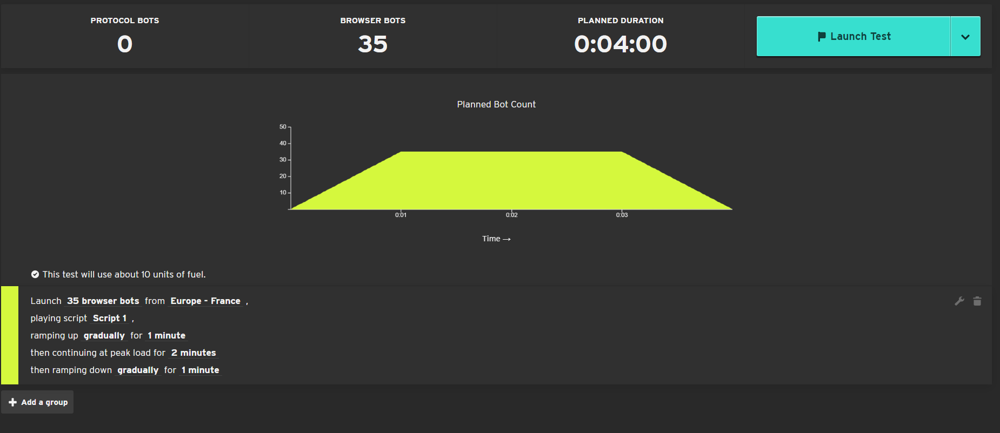 PROTOCOL BOTS
0
BROWSER BOTS
35
PLANNED DURATION
0:04:00
Launch Test
Planned Bot Count
50
40
30
20
10
0:01 0:02 0:03
Time →
This test will use about 10 units of fuel.
Launch 35 browser bots from Europe - France ,
playing script Script 1 ,
ramping up gradually for 1 minute
then continuing at peak load for 2 minutes
then ramping down gradually for 1 minute
Add a group